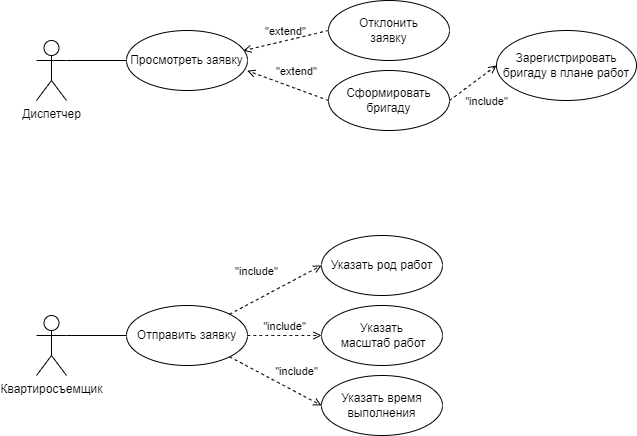 "extend"
Отклонить
заявку
Просмотреть заявку
"extend"
Сформировать
бригаду
"include"
Зарегистрировать
бригаду в плане работ
Диспетчер
"include"
Указать род работ
Отправить заявку
"include"
Указать
масштаб работ
"include"
Указать время
выполнения
Квартиросъемщик